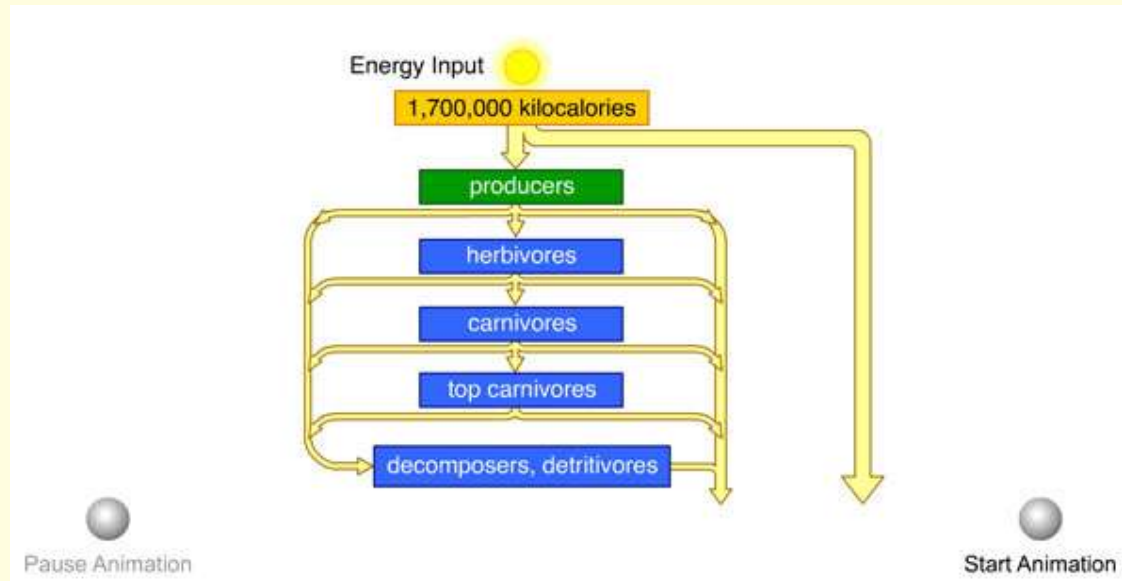 Energy Input
1,700,000 kilocalories
producers
herbivores
carnivores
top carnivores
decomposers, detritivores
Pause Animation
Start Animation